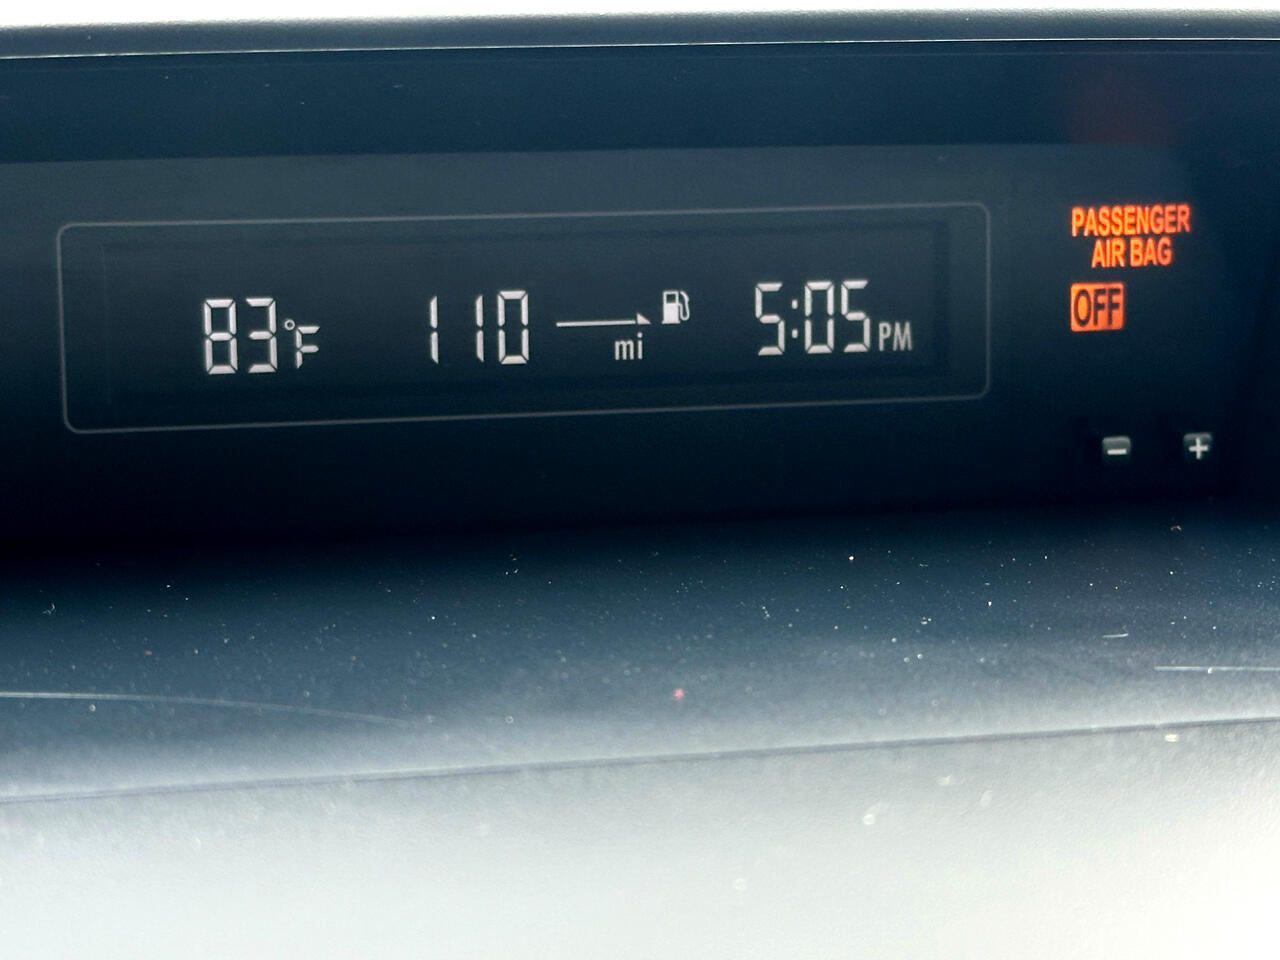 83°F 110 mi 5:05 PM
PASSENGER
AIR BAG
OFF
- +